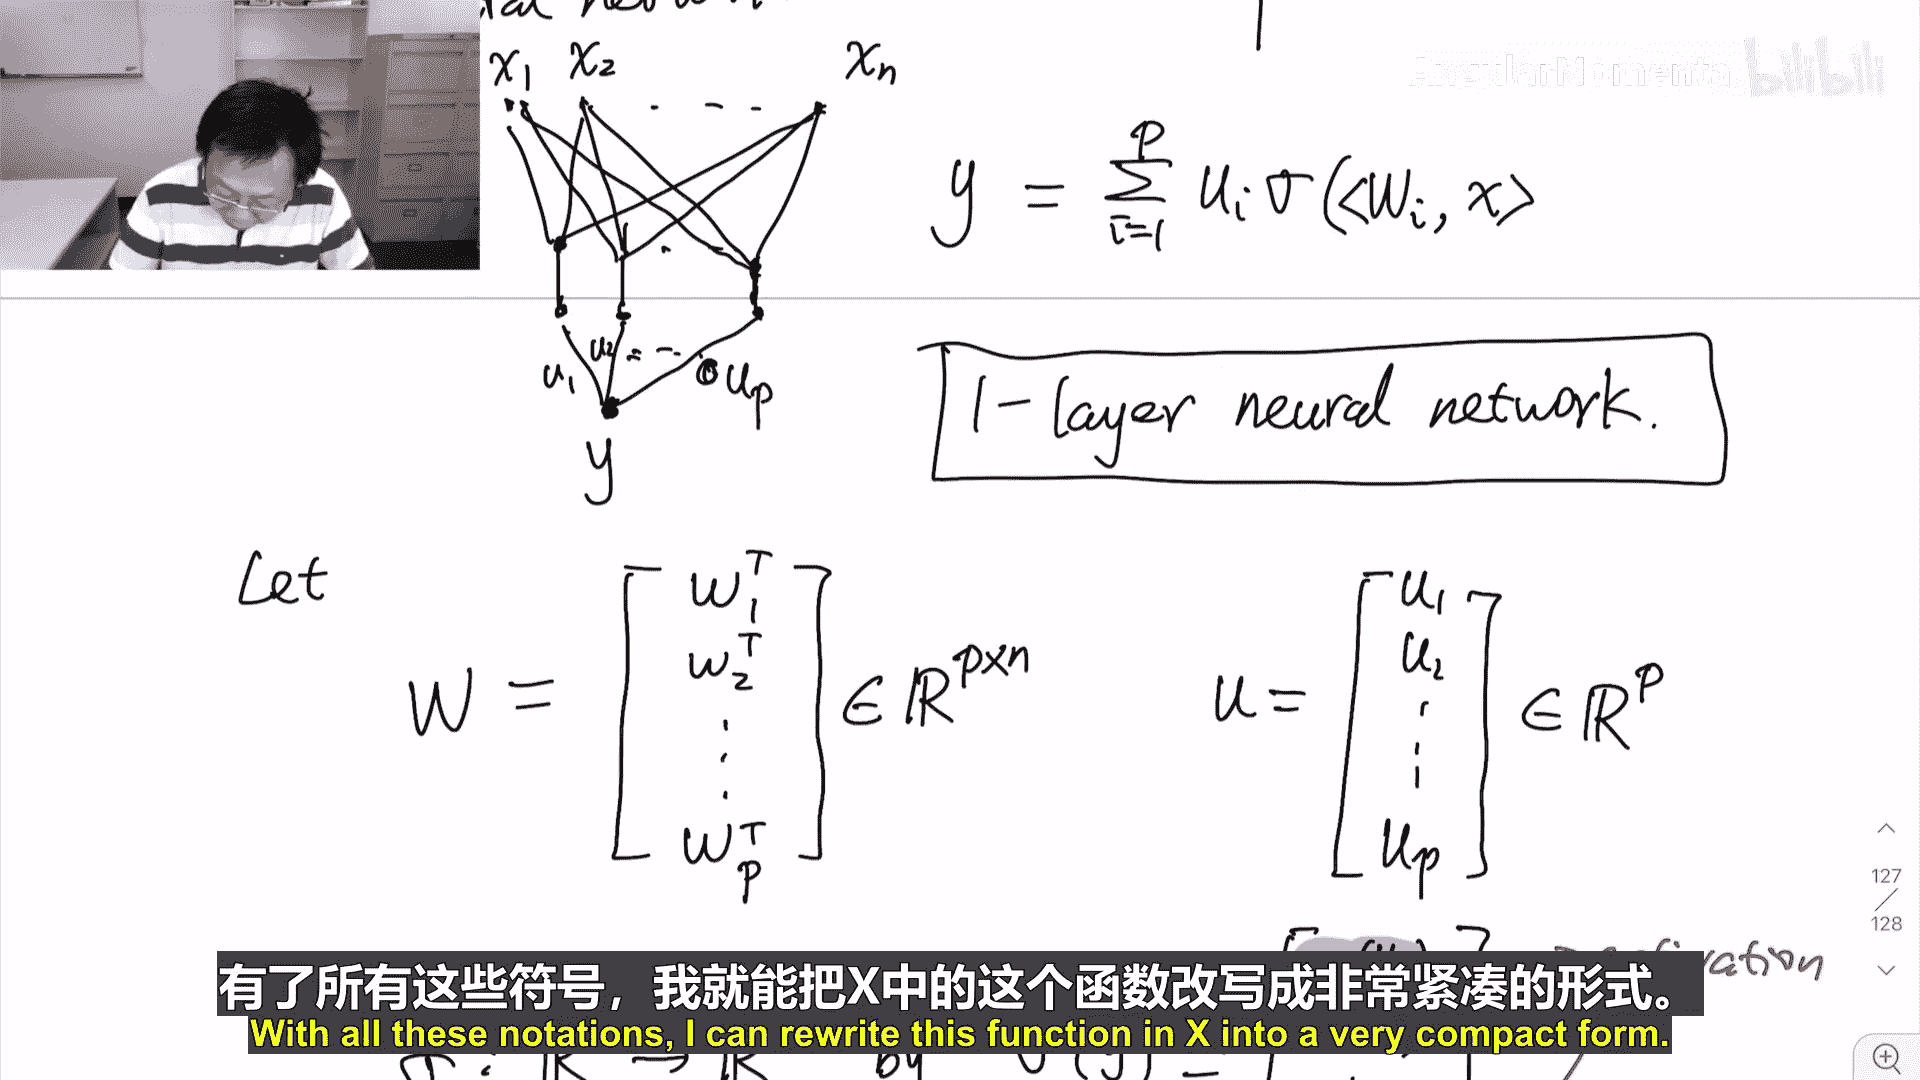 x₁ x₂ - - - xₙ
AngularMomenta bilibili
y = Σᵢ₌₁ᵖ uᵢ σ(<wᵢ, x>
u₁ u₂ - - uₚ
y
1-layer neural network.
Let
W = [w₁ᵀ w₂ᵀ ⋮ wₚᵀ] ∈ ℝᵖˣⁿ
u = [u₁ u₂ ⋮ uₚ] ∈ ℝᵖ
127
/
128
有了所有这些符号，我就能把X中的这个函数改写成非常紧凑的形式。
With all these notations, I can rewrite this function in X into a very compact form.